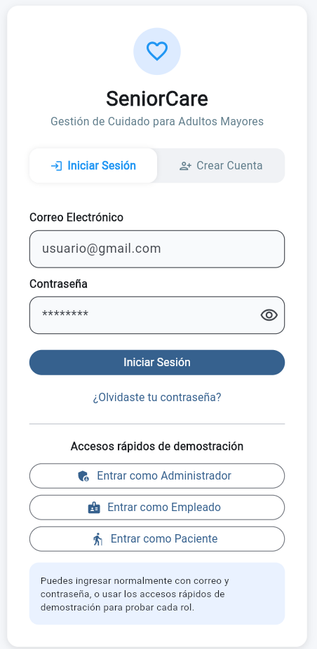 SeniorCare
Gestión de Cuidado para Adultos Mayores
Iniciar Sesión
Crear Cuenta
Correo Electrónico
usuario@gmail.com
Contraseña
********
Iniciar Sesión
¿Olvidaste tu contraseña?
Accesos rápidos de demostración
Entrar como Administrador
Entrar como Empleado
Entrar como Paciente
Puedes ingresar normalmente con correo y
contraseña, o usar los accesos rápidos de
demostración para probar cada rol.